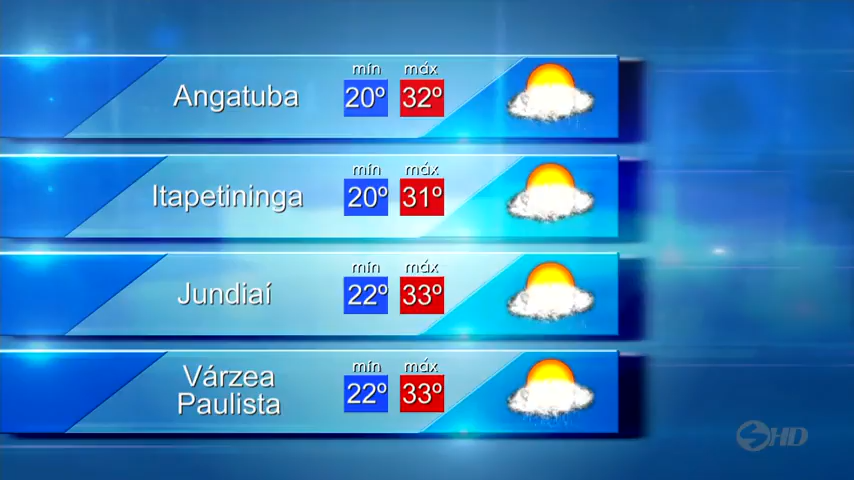 mín máx
Angatuba 20º 32º
mín máx
Itapetininga 20º 31º
mín máx
Jundiaí 22º 33º
mín máx
Várzea
Paulista 22º 33º
HD